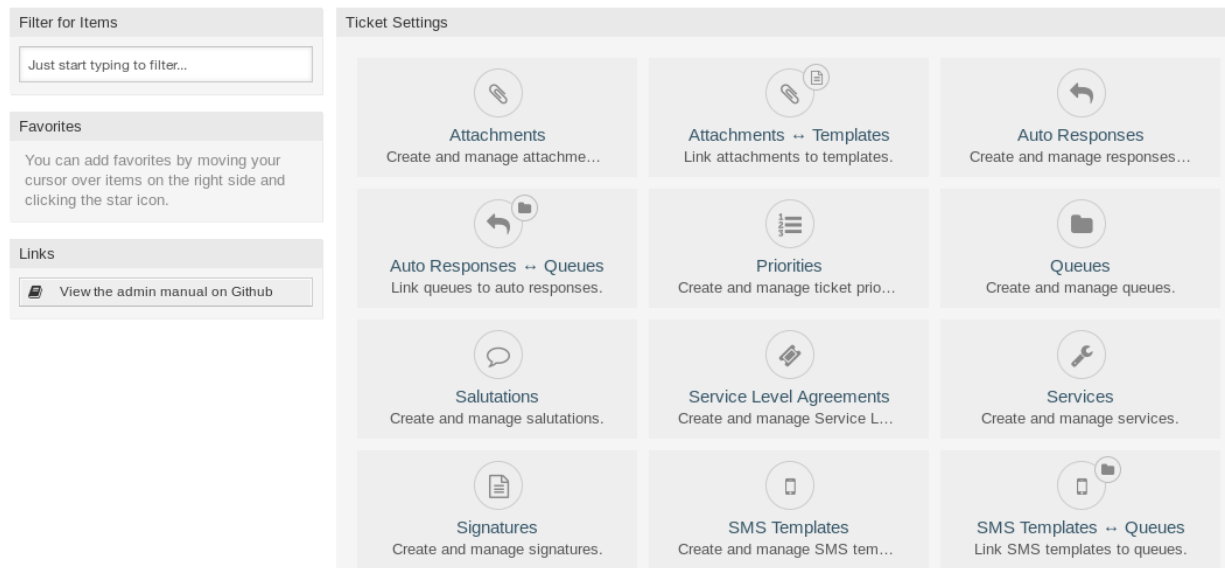 Filter for Items
Just start typing to filter...
Favorites
You can add favorites by moving your
cursor over items on the right side and
clicking the star icon.
Links
View the admin manual on Github
Ticket Settings
Attachments
Create and manage attachme…
Attachments ↔ Templates
Link attachments to templates.
Auto Responses
Create and manage responses…
Auto Responses ↔ Queues
Link queues to auto responses.
Priorities
Create and manage ticket prio…
Queues
Create and manage queues.
Salutations
Create and manage salutations.
Service Level Agreements
Create and manage Service L…
Services
Create and manage services.
Signatures
Create and manage signatures.
SMS Templates
Create and manage SMS tem…
SMS Templates ↔ Queues
Link SMS templates to queues.